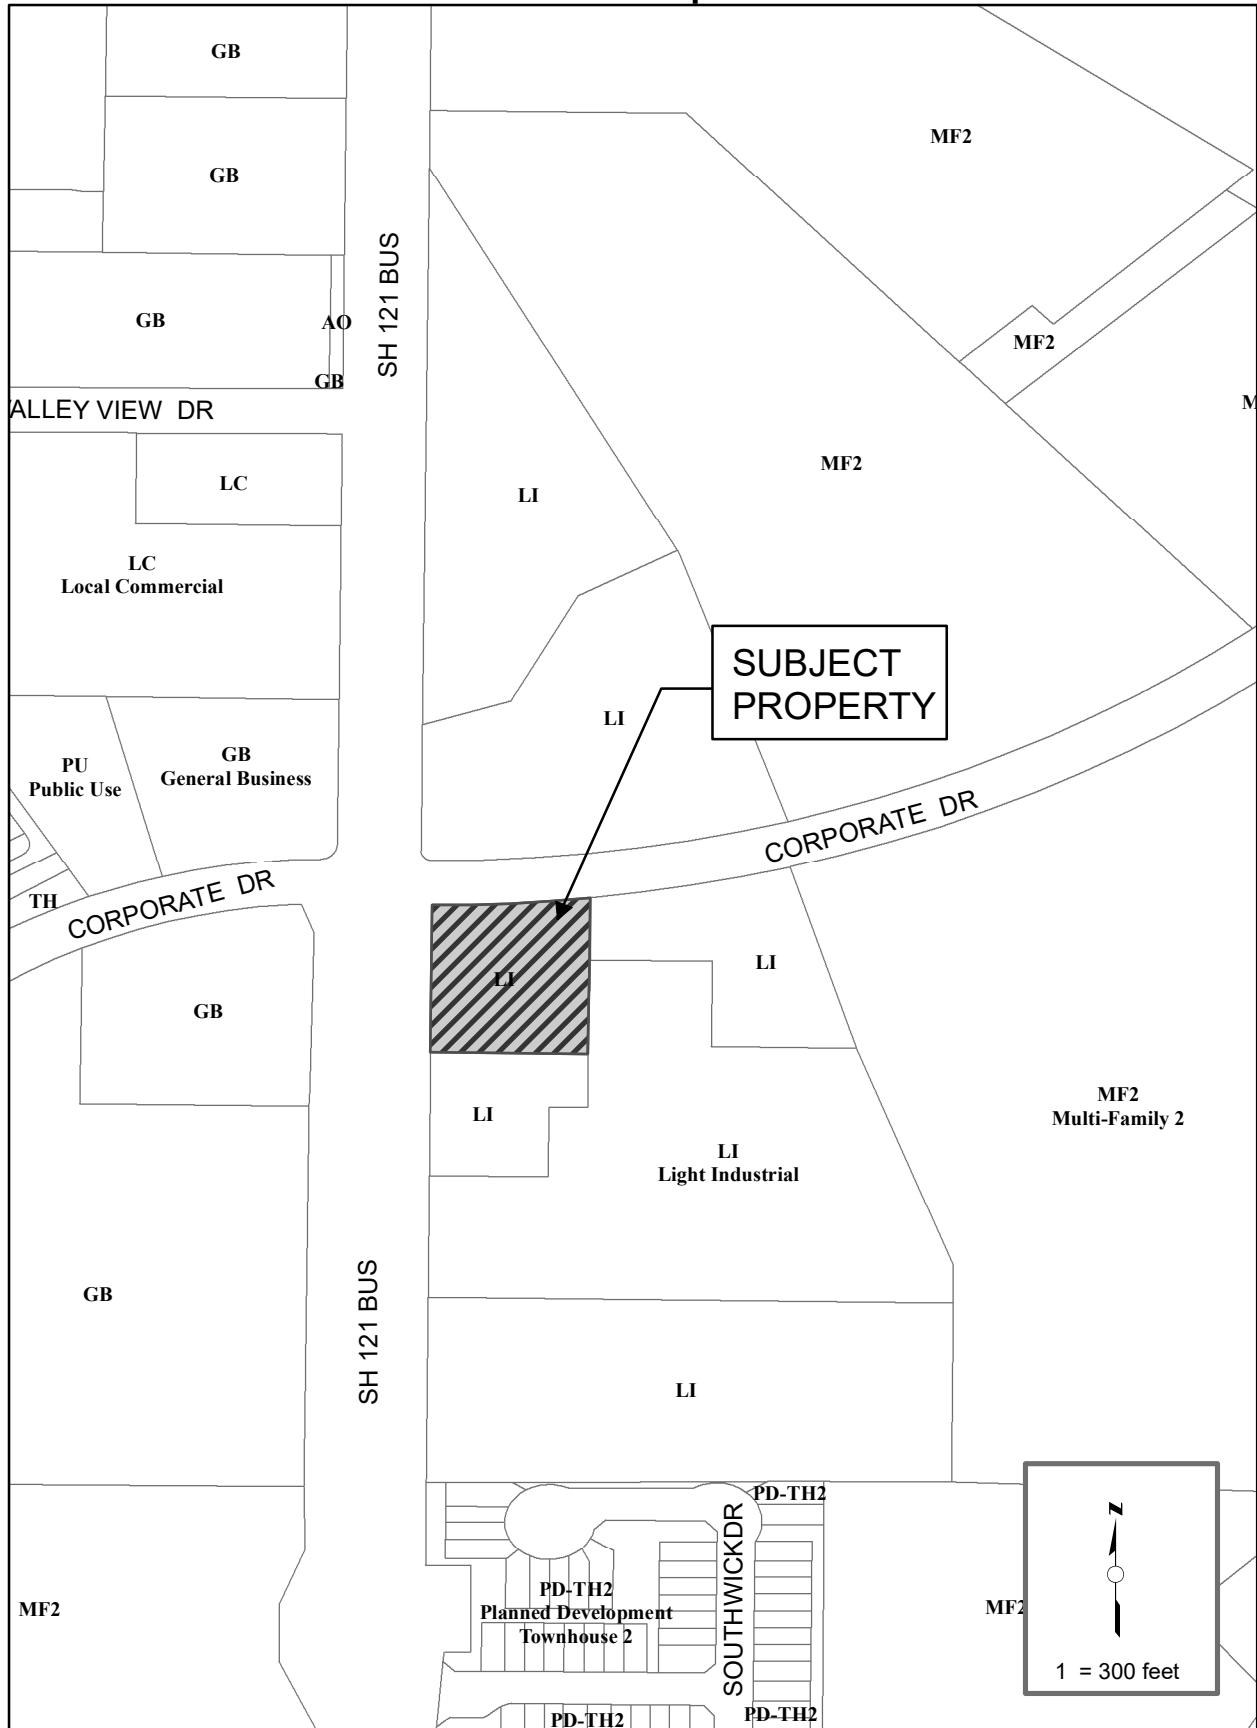 GB
MF2
GB
SH 121 BUS
GB
AO
MF2
GB
VALLEY VIEW DR
MF2
LC
LI
LC
Local Commercial
SUBJECT
PROPERTY
LI
GB
General Business
PU
Public Use
CORPORATE DR
TH
CORPORATE DR
LI
LI
GB
LI
MF2
Multi-Family 2
LI
Light Industrial
GB
SH 121 BUS
LI
PD-TH2
SOUTHWICKDR
PD-TH2
Planned Development
Townhouse 2
MF2
MF2
z
1 = 300 feet
PD-TH2
PD-TH2